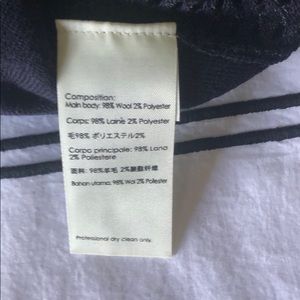 Composition:
Main body: 98% Wool 2% Polyester
Corps: 98% Laine 2% Polyester
毛98% ポリエステル2%
Corpo principale: 98% Lana
2% Poliestere
面料: 98%羊毛 2%聚酯纤维
Bahan utama: 98% Wol 2% Poliester
Professional dry clean only.